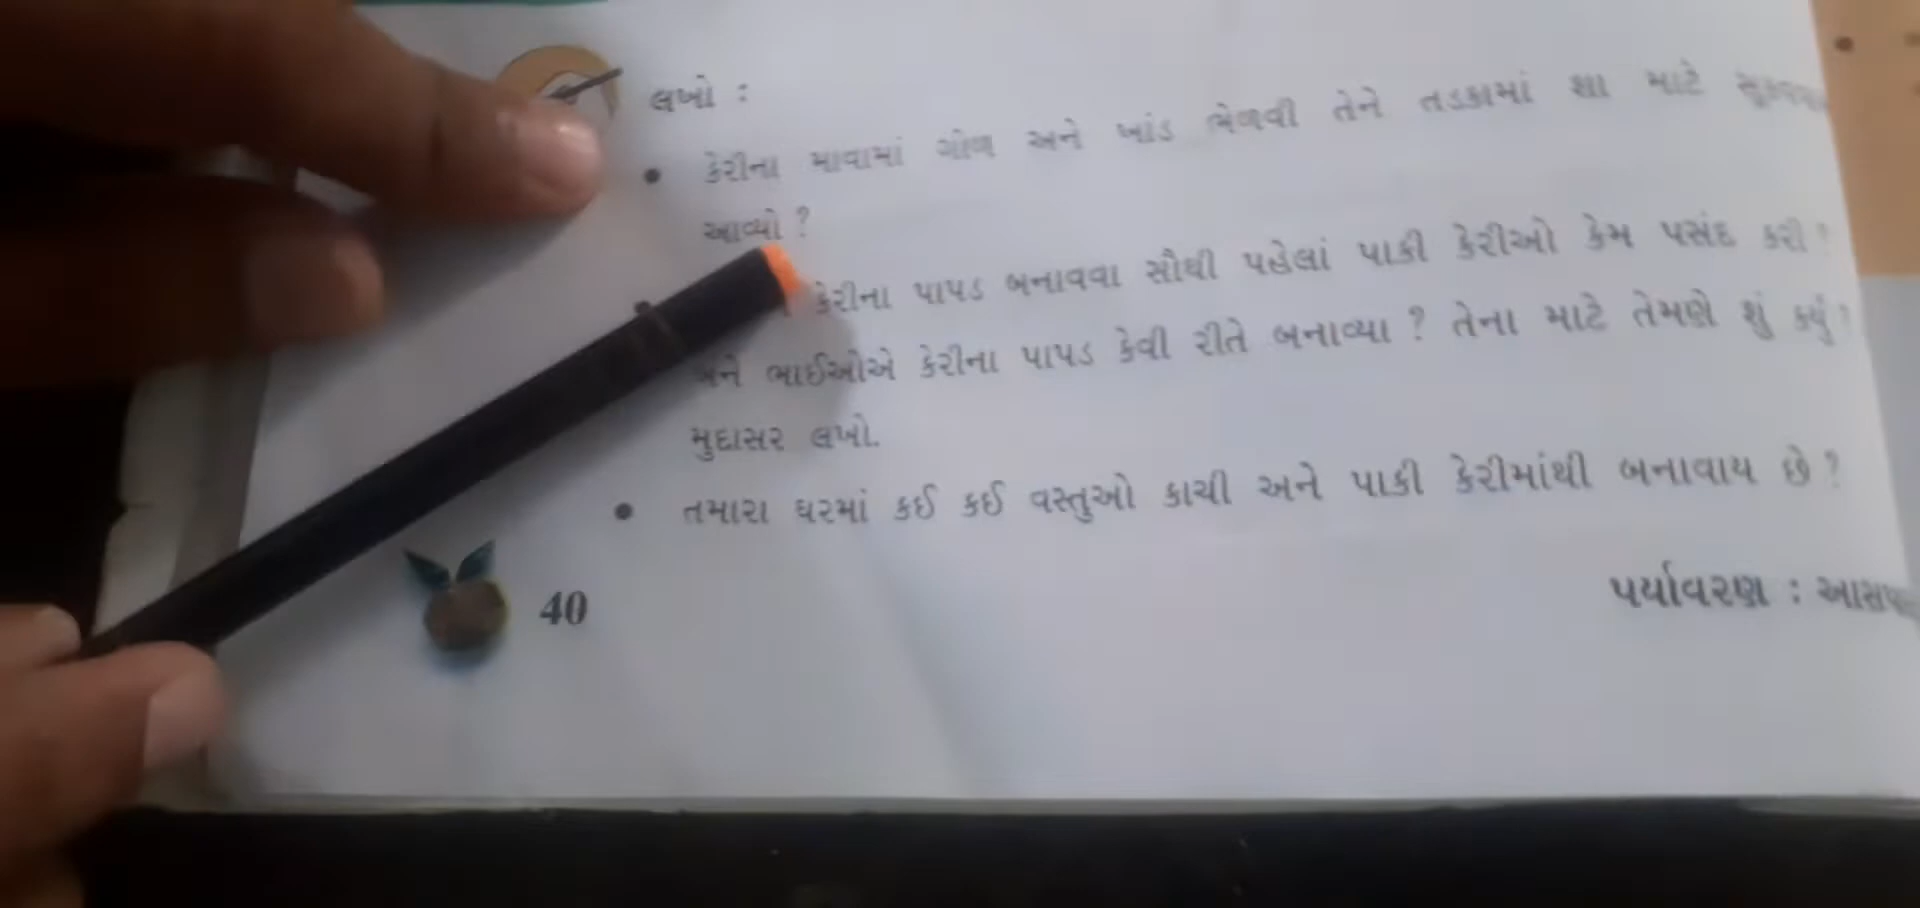 લખો :
કેરીના માવામાં ગોળ અને ખાંડ ભેળવી તેને તડકામાં શા માટે
આવ્યો ?
કેરીના પાપડ બનાવવા સૌથી પહેલાં પાકી કેરીઓ કેમ પસંદ કરી ?
ભાઈઓએ કેરીના પાપડ કેવી રીતે બનાવ્યા ? તેના માટે તેમણે શું કર્યું ?
મુદ્દાસર લખો.
તમારા ઘરમાં કઈ કઈ વસ્તુઓ કાચી અને પાકી કેરીમાંથી બનાવાય છે ?
40
પર્યાવરણ :